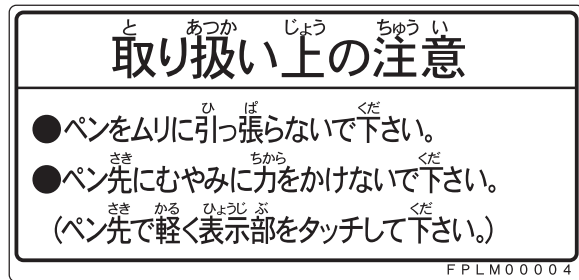 取り扱い上の注意
●ペンをムリに引っ張らないで下さい。
●ペン先にむやみに力をかけないで下さい。
(ペン先で軽く表示部をタッチして下さい。)
FPLM00004